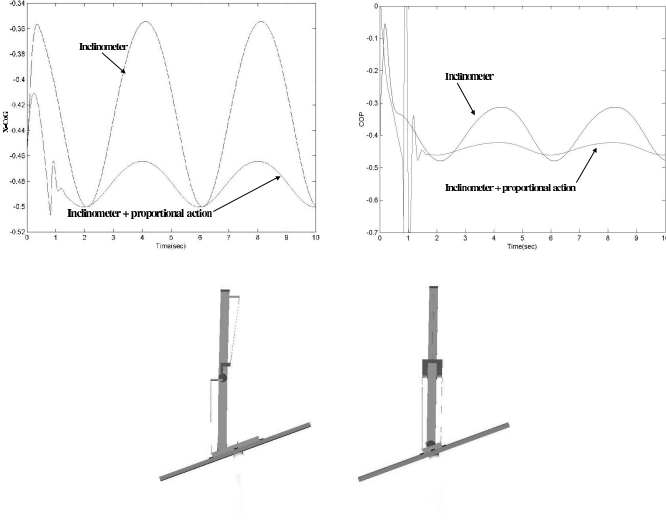 -0.34
-0.36
-0.38
-0.4
-0.42
-0.44
-0.46
-0.48
-0.5
-0.52
X-CoG
Inclinometer
Inclinometer + proportional action
0 1 2 3 4 5 6 7 8 9 10
Time(sec)
0
-0.1
-0.2
-0.3
-0.4
-0.5
-0.6
-0.7
COP
Inclinometer
Inclinometer + proportional action
0 1 2 3 4 5 6 7 8 9 10
Time(sec)